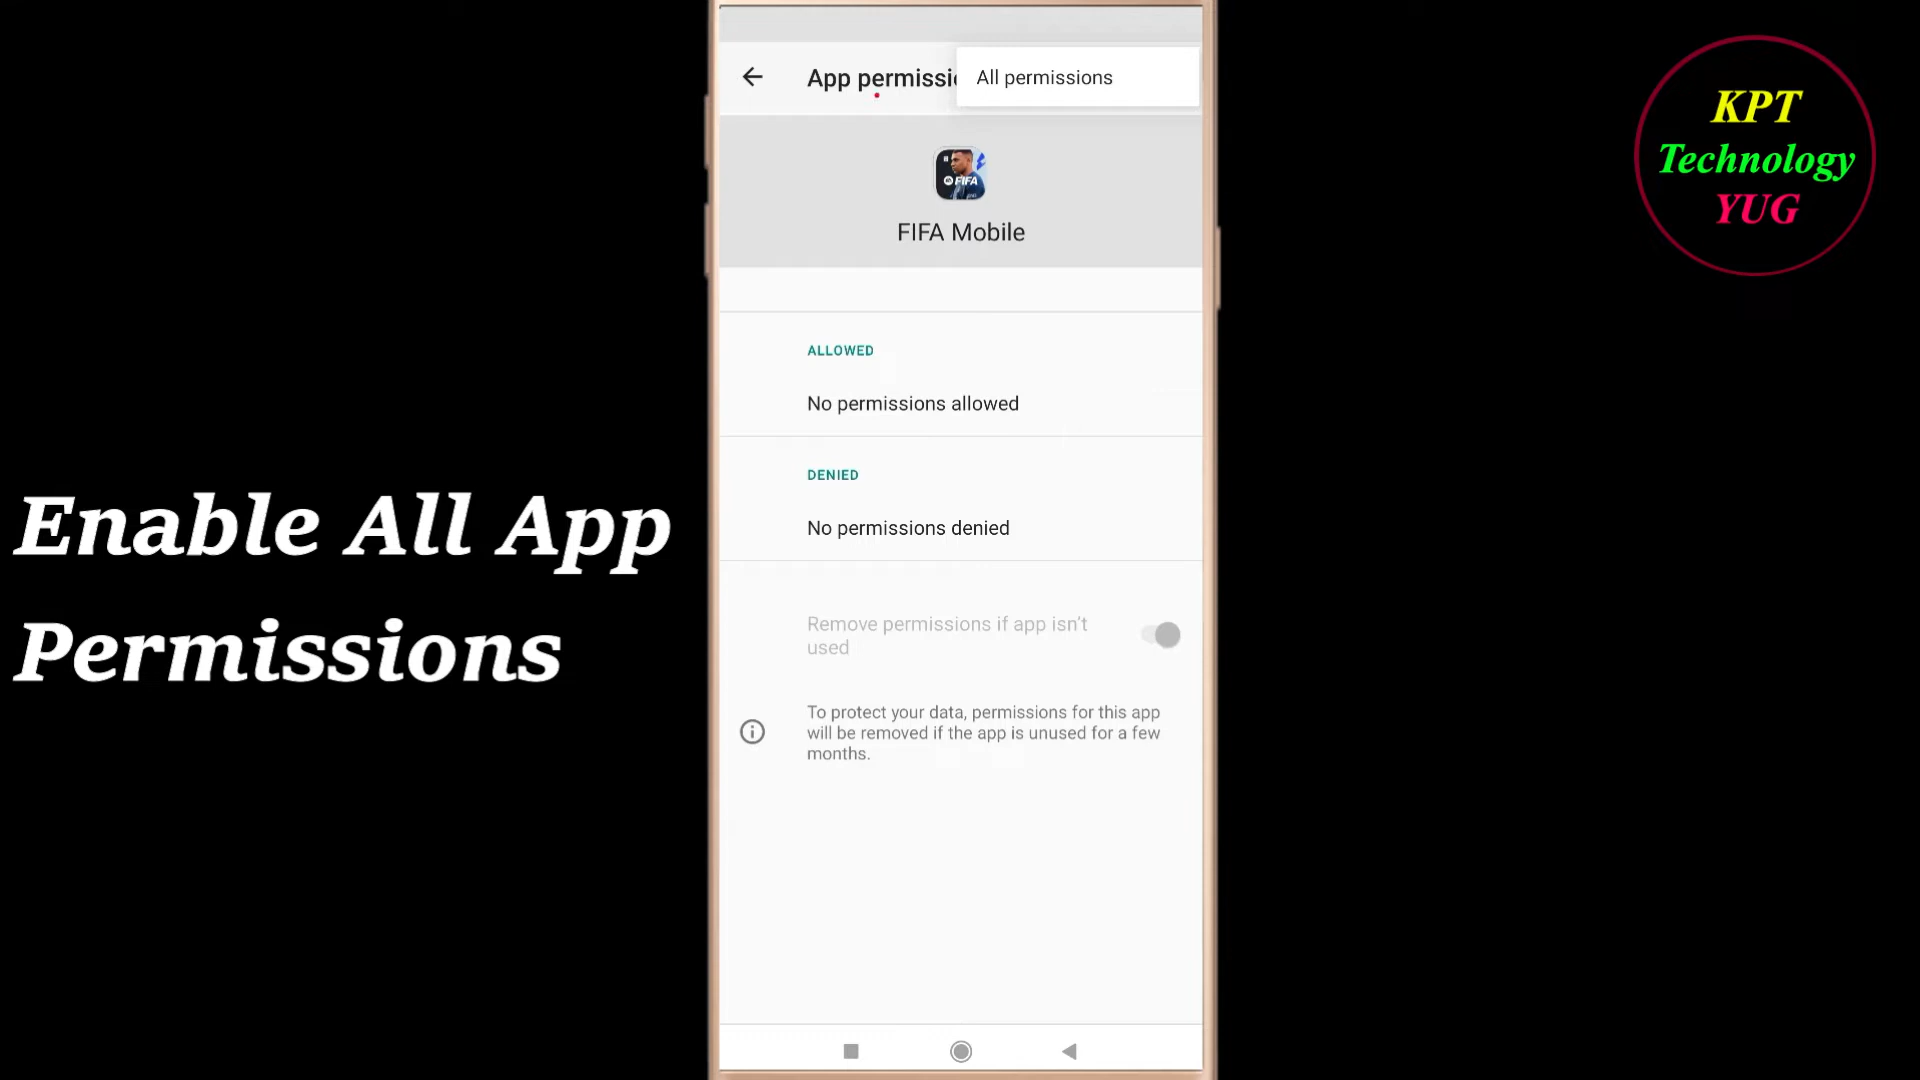 App permissi
All permissions
FIFA
FIFA Mobile
ALLOWED
No permissions allowed
DENIED
No permissions denied
Remove permissions if app isn't
used
To protect your data, permissions for this app
will be removed if the app is unused for a few
months.
Enable All App
Permissions
KPT
Technology
YUG